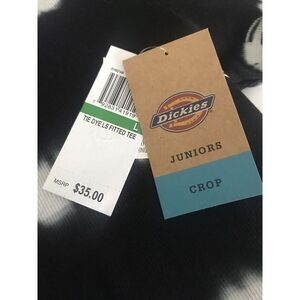 L
TIE DYE LS FITTED TEE
MSRP $35.00
Dickies
JUNIORS
CROP